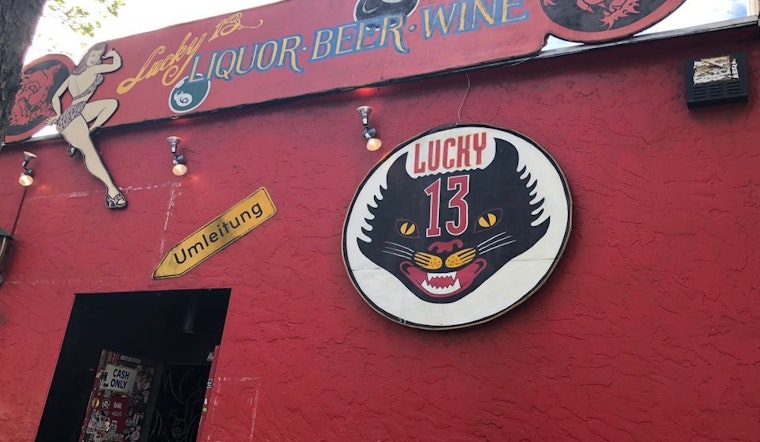 Lucky 13
LIQUOR · BEER · WINE
LUCKY
13
Umleitung
CASH
ONLY